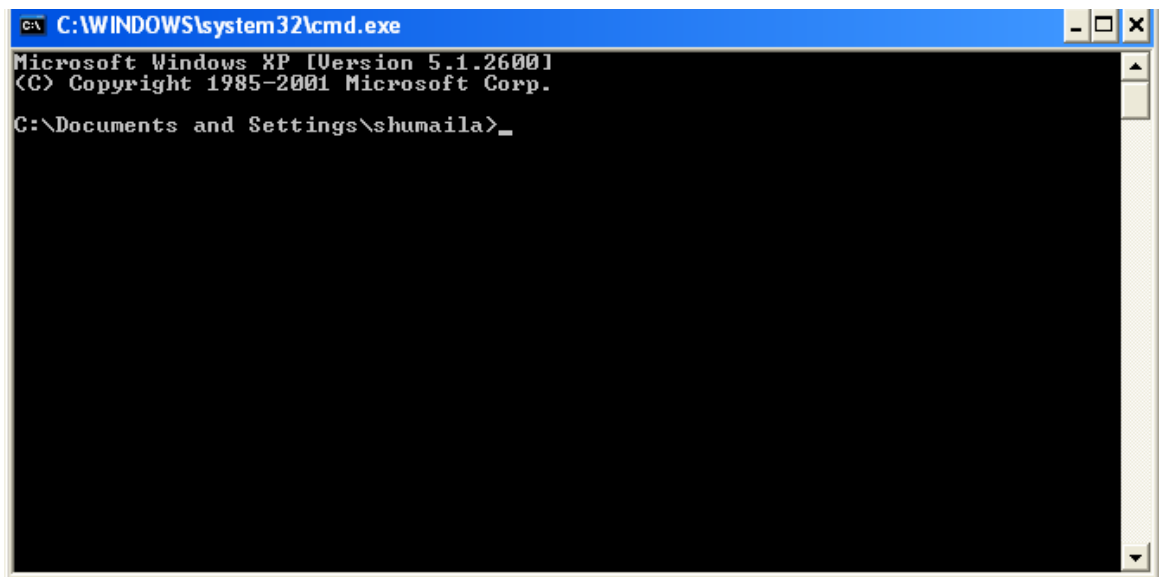 C:\WINDOWS\system32\cmd.exe
Microsoft Windows XP [Version 5.1.2600]
(C) Copyright 1985-2001 Microsoft Corp.
C:\Documents and Settings\shumaila>_